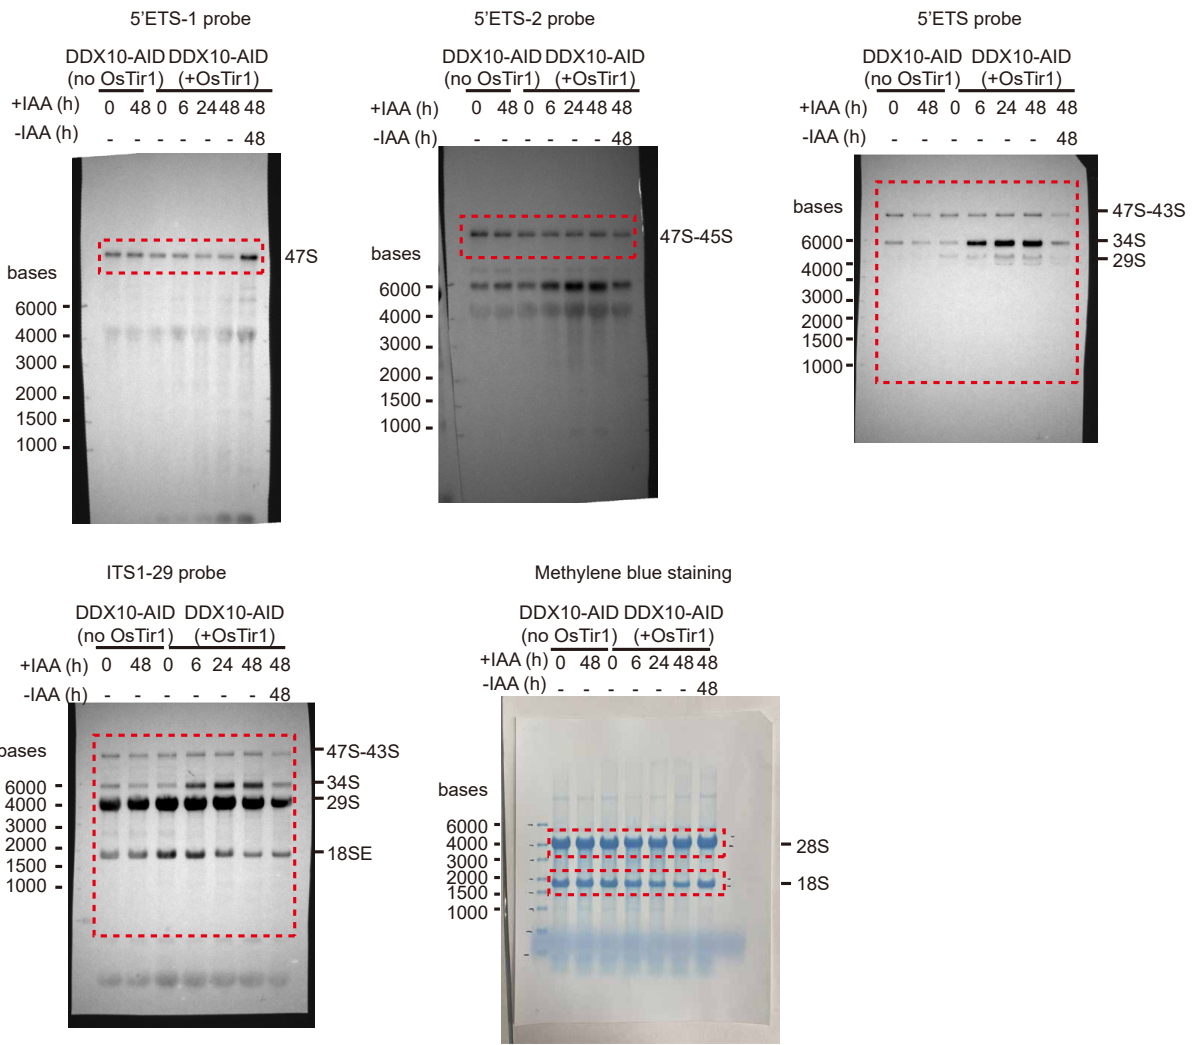 5'ETS-1 probe
DDX10-AID DDX10-AID
(no OsTir1) (+OsTir1)
+IAA (h) 0 48 0 6 24 48 48
-IAA (h) - - - - - - 48
47S
bases
6000
4000
3000
2000
1500
1000
5'ETS-2 probe
DDX10-AID DDX10-AID
(no OsTir1) (+OsTir1)
+IAA (h) 0 48 0 6 24 48 48
-IAA (h) - - - - - - 48
47S-45S
bases
6000
4000
3000
2000
1500
1000
5'ETS probe
DDX10-AID DDX10-AID
(no OsTir1) (+OsTir1)
+IAA (h) 0 48 0 6 24 48 48
-IAA (h) - - - - - - 48
bases
6000
4000
3000
2000
1500
1000
47S-43S
34S
29S
ITS1-29 probe
DDX10-AID DDX10-AID
(no OsTir1) (+OsTir1)
+IAA (h) 0 48 0 6 24 48 48
-IAA (h) - - - - - - 48
bases
6000
4000
3000
2000
1500
1000
47S-43S
34S
29S
18SE
Methylene blue staining
DDX10-AID DDX10-AID
(no OsTir1) (+OsTir1)
+IAA (h) 0 48 0 6 24 48 48
-IAA (h) - - - - - - 48
bases
6000
4000
3000
2000
1500
1000
28S
18S